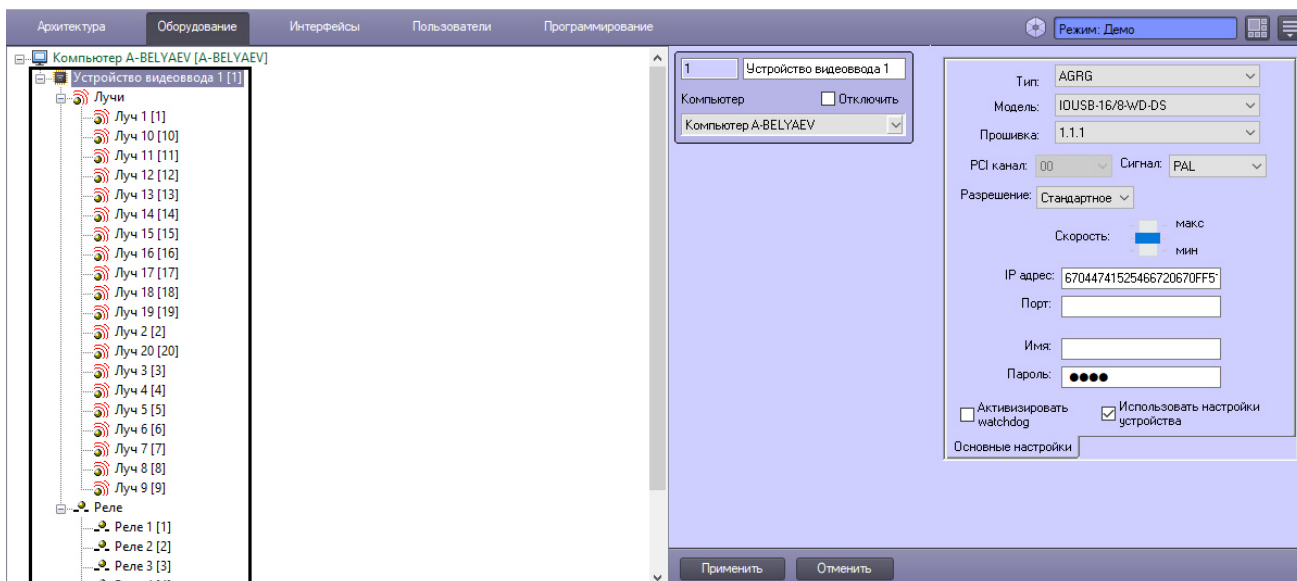 Архитектура Оборудование Интерфейсы Пользователи Программирование Режим: Демо
Компьютер A-BELYAEV [A-BELYAEV]
Устройство видеоввода 1 [1]
Лучи
Луч 1 [1]
Луч 10 [10]
Луч 11 [11]
Луч 12 [12]
Луч 13 [13]
Луч 14 [14]
Луч 15 [15]
Луч 16 [16]
Луч 17 [17]
Луч 18 [18]
Луч 19 [19]
Луч 2 [2]
Луч 20 [20]
Луч 3 [3]
Луч 4 [4]
Луч 5 [5]
Луч 6 [6]
Луч 7 [7]
Луч 8 [8]
Луч 9 [9]
Реле
Реле 1 [1]
Реле 2 [2]
Реле 3 [3]
1 Устройство видеоввода 1
Компьютер Отключить
Компьютер A-BELYAEV
Тип: AGRG
Модель: IOUSB-16/8-WD-DS
Прошивка: 1.1.1
PCI канал: 00 Сигнал: PAL
Разрешение: Стандартное
макс
Скорость:
мин
IP адрес: 67044741525466720670FF5
Порт:
Имя:
Пароль: ●●●●
Активизировать watchdog
Использовать настройки устройства
Основные настройки
Применить Отменить